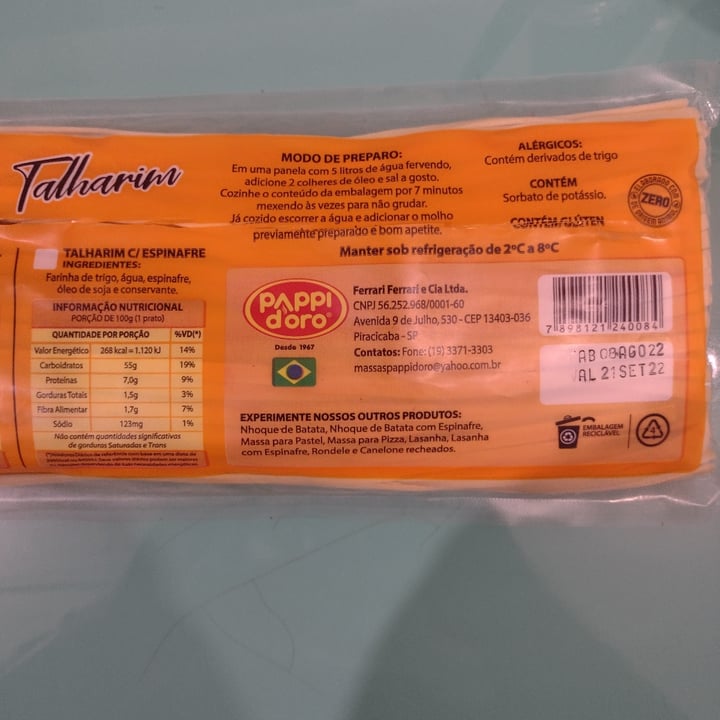 Talharim
MODO DE PREPARO:
Em uma panela com 5 litros de água fervendo,
adicione 2 colheres de óleo e sal a gosto.
Cozinhe o conteúdo da embalagem por 7 minutos
mexendo às vezes para não grudar.
Já cozido escorrer a água e adicionar o molho
previamente preparado e bom apetite.
ALÉRGICOS:
Contém derivados de trigo
CONTÉM
Sorbato de potássio.
CONTÉM GLÚTEN
ELABORADO COM
ZERO
DE ORIGEM ANIMAL
Manter sob refrigeração de 2ºC a 8ºC
TALHARIM C/ ESPINAFRE
INGREDIENTES:
Farinha de trigo, água, espinafre,
óleo de soja e conservante.
INFORMAÇÃO NUTRICIONAL
PORÇÃO DE 100g (1 prato)
QUANTIDADE POR PORÇÃO %VD(*)
Valor Energético 268 kcal = 1.120 kJ 14%
Carboidratos 55g 19%
Proteínas 7,0g 9%
Gorduras Totais 1,5g 3%
Fibra Alimentar 1,7g 7%
Sódio 123mg 1%
Não contém quantidades significativas
de gorduras Saturadas e Trans
PAPPI
d'oro
Desde 1967
Ferrari Ferrari e Cia Ltda.
CNPJ 56.252.968/0001-60
Avenida 9 de Julho, 530 - CEP 13403-036
Piracicaba - SP
Contatos: Fone: (19) 3371-3303
massaspappidoro@yahoo.com.br
7 898121 240084
AB 08AGO22
AL 21SET22
EXPERIMENTE NOSSOS OUTROS PRODUTOS:
Nhoque de Batata, Nhoque de Batata com Espinafre,
Massa para Pastel, Massa para Pizza, Lasanha, Lasanha
com Espinafre, Rondele e Canelone recheados.
EMBALAGEM
RECICLÁVEL
4